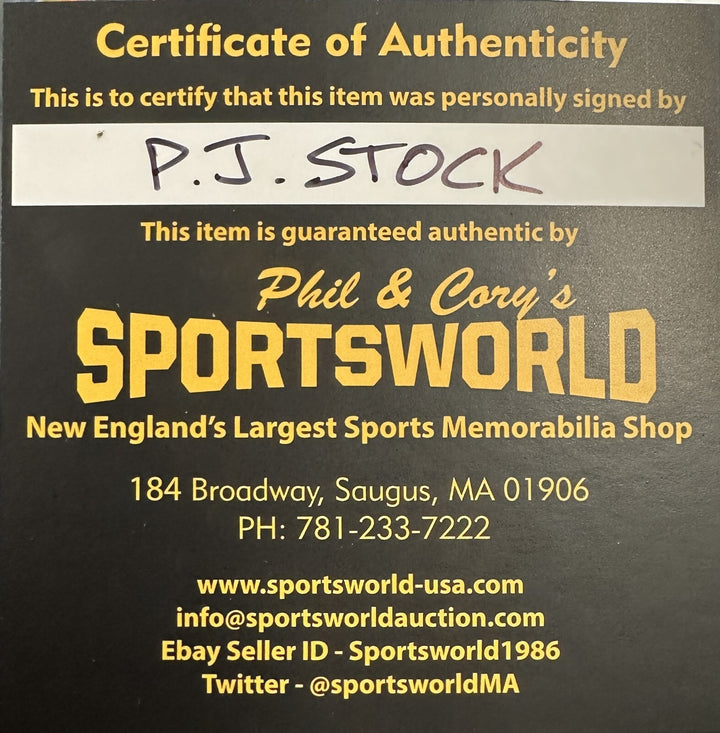 Certificate of Authenticity
This is to certify that this item was personally signed by
P.J. STOCK
This item is guaranteed authentic by
Phil & Cory's
SPORTSWORLD
New England's Largest Sports Memorabilia Shop
184 Broadway, Saugus, MA 01906
PH: 781-233-7222
www.sportsworld-usa.com
info@sportsworldauction.com
Ebay Seller ID - Sportsworld1986
Twitter - @sportsworldMA